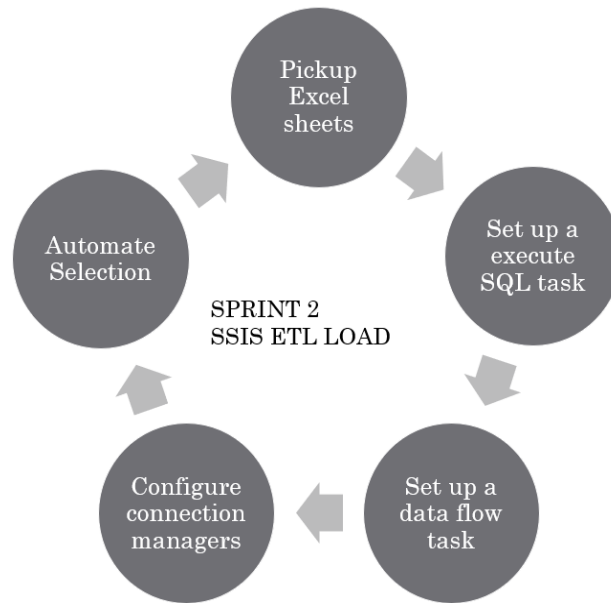 Pickup
Excel
sheets
Set up a
execute
SQL task
Set up a
data flow
task
Configure
connection
managers
Automate
Selection
SPRINT 2
SSIS ETL LOAD